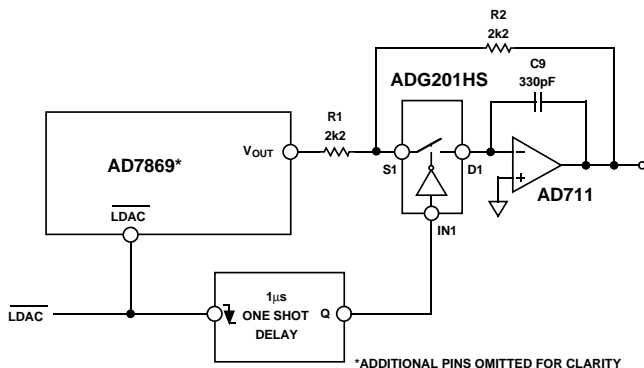 R2
2k2
C9
330pF
ADG201HS
R1
2k2
VOUT
AD7869*
S1
D1
–
+
AD711
LDAC
IN1
1μs
ONE SHOT
DELAY
Q
LDAC
*ADDITIONAL PINS OMITTED FOR CLARITY